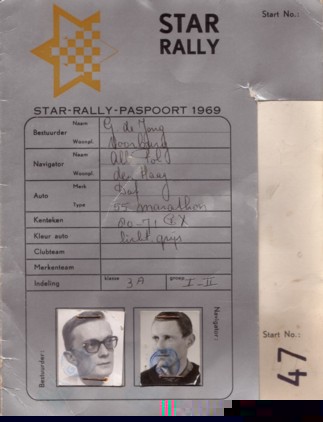 STAR
RALLY
Start No.:
STAR-RALLY-PASPOORT 1969
Bestuurder Naam G de Jong
Woonpl. Voorburg
Navigator Naam
Woonpl. den Haag
Auto Merk Daf
Type 55 marathon
Kenteken 20-71
Kleur auto licht grijs
Clubteam
Merkenteam
Indeling klasse 3A groep I-II
Bestuurder:
Navigator:
Start No.:
47